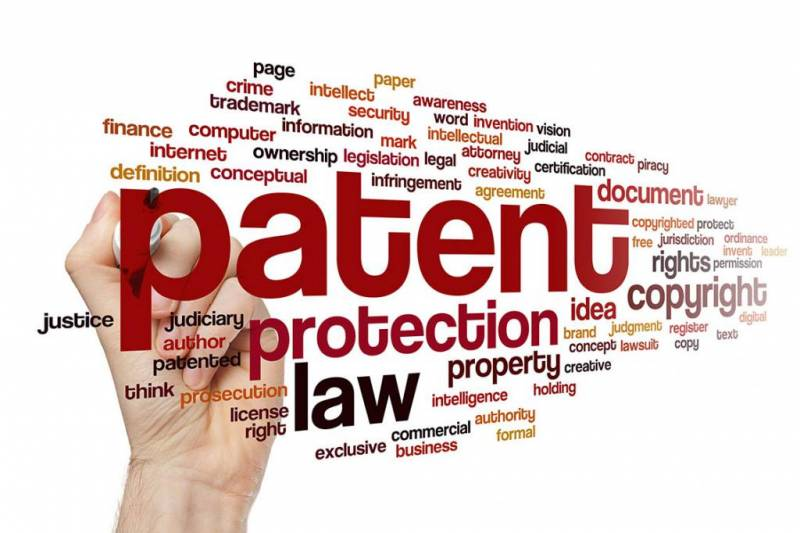 page
paper
crime
intellect
awareness
trademark
security
word invention vision
finance computer information mark intellectual judicial
internet ownership legislation legal attorney contract piracy
definition conceptual infringement creativity certification
agreement document lawyer
patent
copyrighted protect
free jurisdiction ordinance
invent leader
rights permission
copyright
digital
justice judiciary protection idea
brand judgment register text
author
patented property concept lawsuit copy
creative
think prosecution law intelligence holding
license
right commercial authority
exclusive business formal